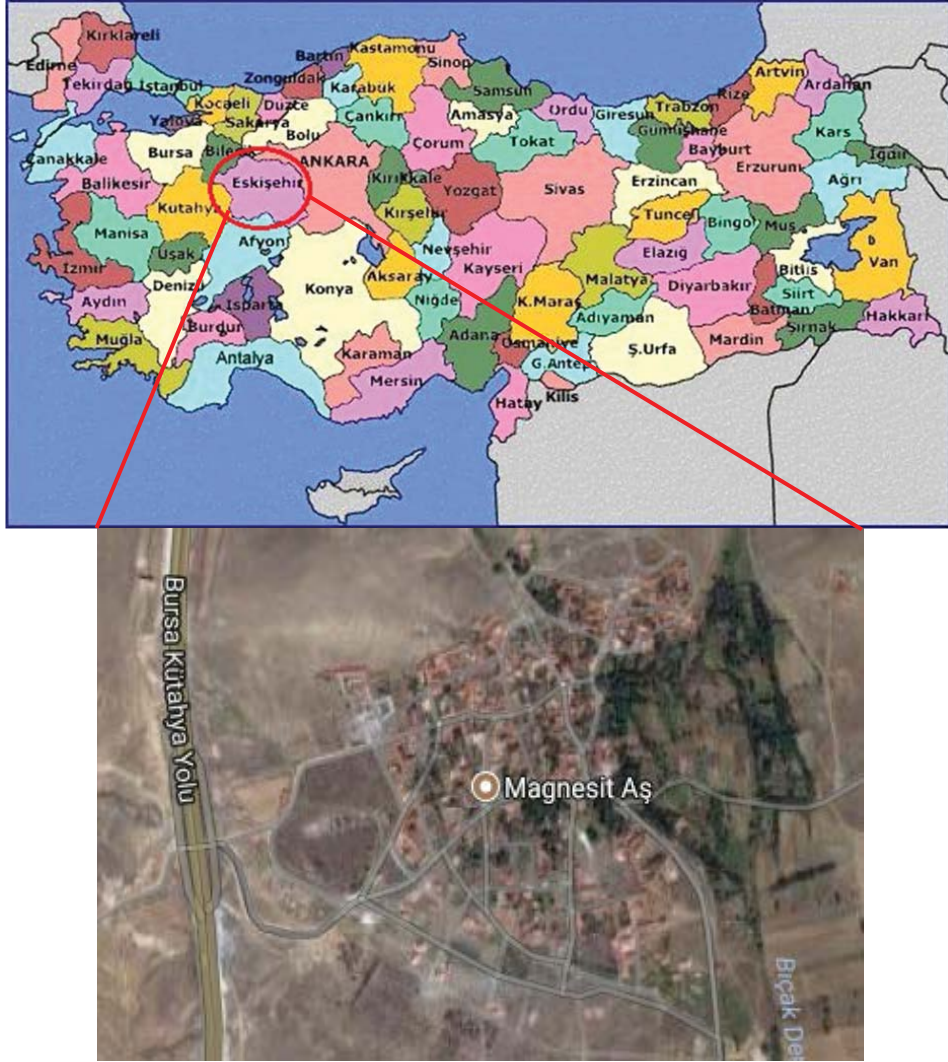 Kırklareli
Edirne
Tekirdağ
İstanbul
Kocaeli
Yalova
Sakarya
Düzce
Zonguldak
Bartın
Karabük
Kastamonu
Sinop
Samsun
Ordu
Giresun
Trabzon
Rize
Artvin
Ardahan
Çanakkale
Bursa
Bile
Bolu
Çankırı
Çorum
Amasya
Tokat
Gümüşhane
Bayburt
Erzurum
Kars
Iğdır
Balıkesir
Kutahya
Eskişehir
ANKARA
Kırıkkale
Yozgat
Sivas
Erzincan
Ağrı
Manisa
Uşak
Afyon
Kırşehir
Nevşehir
Kayseri
Malatya
Tunceli
Elazığ
Bingöl
Muş
Bitlis
Van
İzmir
Aydın
Denizli
Isparta
Burdur
Konya
Aksaray
Niğde
K.Maraş
Adıyaman
Diyarbakır
Batman
Siirt
Şırnak
Hakkari
Muğla
Antalya
Karaman
Mersin
Adana
Osmaniye
G.Antep
Ş.Urfa
Mardin
Hatay
Kilis
Bursa Kütahya Yolu
Magnesit Aş
Bıçak De